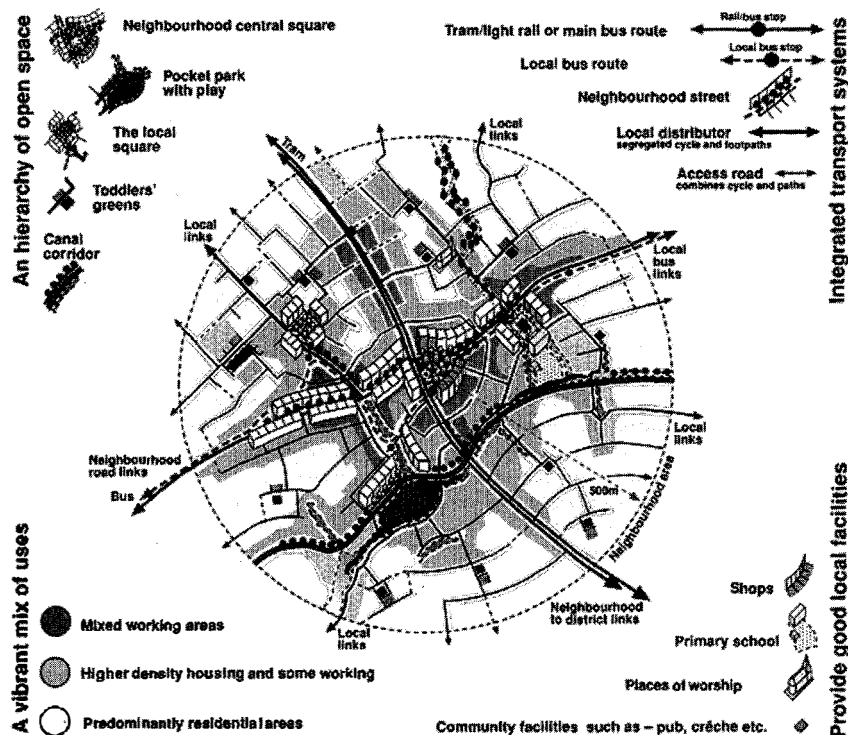 An hierarchy of open space
Neighbourhood central square
Pocket park
with play
The local
square
Toddlers'
greens
Canal
corridor
Integrated transport systems
Tram/light rail or main bus route
Rail/bus stop
Local bus route
Local bus stop
Neighbourhood street
Local distributor
segregated cycle and footpaths
Access road
combines cycle and paths
Tram
Local
links
Local
links
Local
bus
links
Local
links
Neighbourhood
road links
Bus
500m
Neighbourhood area
Neighbourhood
to district links
Local
links
A vibrant mix of uses
Mixed working areas
Higher density housing and some working
Predominantly residential areas
Provide good local facilities
Shops
Primary school
Places of worship
Community facilities such as – pub, crêche etc.